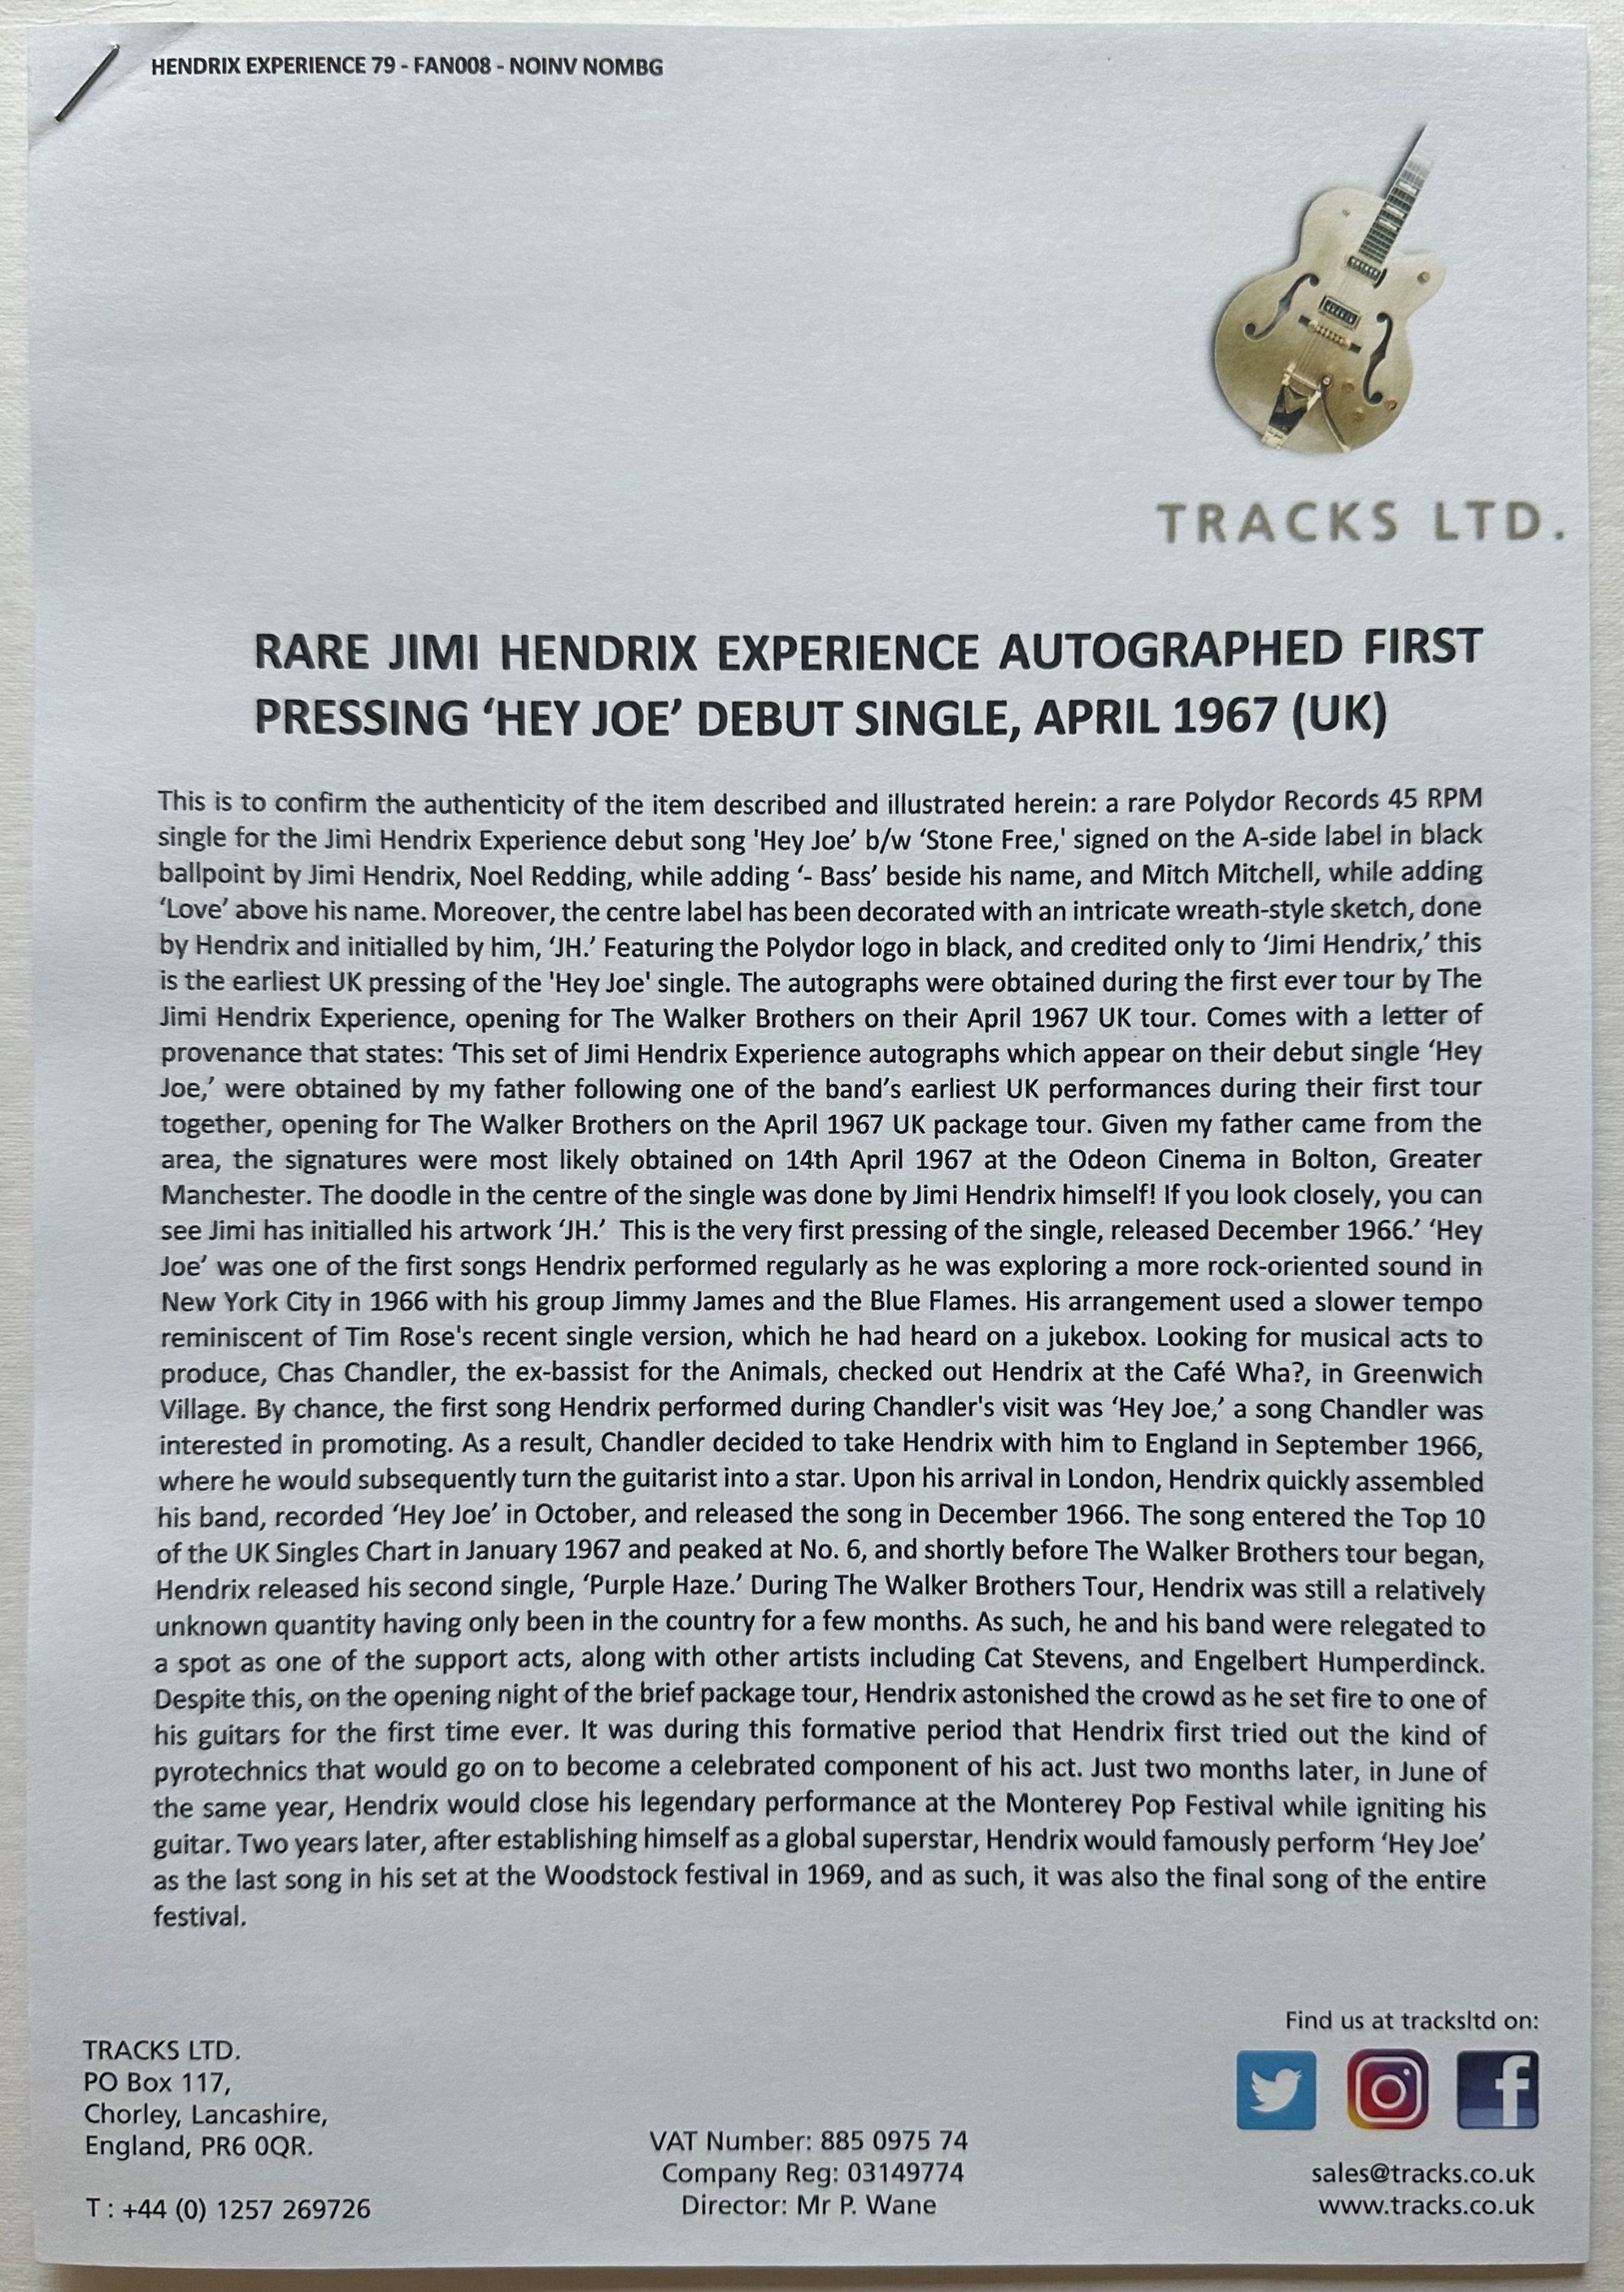 HENDRIX EXPERIENCE 79 - FAN008 - NOINV NOMBG
TRACKS LTD.
RARE JIMI HENDRIX EXPERIENCE AUTOGRAPHED FIRST
PRESSING ‘HEY JOE’ DEBUT SINGLE, APRIL 1967 (UK)
This is to confirm the authenticity of the item described and illustrated herein: a rare Polydor Records 45 RPM
single for the Jimi Hendrix Experience debut song 'Hey Joe’ b/w ‘Stone Free,' signed on the A-side label in black
ballpoint by Jimi Hendrix, Noel Redding, while adding ‘- Bass’ beside his name, and Mitch Mitchell, while adding
‘Love’ above his name. Moreover, the centre label has been decorated with an intricate wreath-style sketch, done
by Hendrix and initialled by him, ‘JH.’ Featuring the Polydor logo in black, and credited only to ‘Jimi Hendrix,’ this
is the earliest UK pressing of the 'Hey Joe' single. The autographs were obtained during the first ever tour by The
Jimi Hendrix Experience, opening for The Walker Brothers on their April 1967 UK tour. Comes with a letter of
provenance that states: ‘This set of Jimi Hendrix Experience autographs which appear on their debut single ‘Hey
Joe,’ were obtained by my father following one of the band’s earliest UK performances during their first tour
together, opening for The Walker Brothers on the April 1967 UK package tour. Given my father came from the
area, the signatures were most likely obtained on 14th April 1967 at the Odeon Cinema in Bolton, Greater
Manchester. The doodle in the centre of the single was done by Jimi Hendrix himself! If you look closely, you can
see Jimi has initialled his artwork ‘JH.’ This is the very first pressing of the single, released December 1966.’ ‘Hey
Joe’ was one of the first songs Hendrix performed regularly as he was exploring a more rock-oriented sound in
New York City in 1966 with his group Jimmy James and the Blue Flames. His arrangement used a slower tempo
reminiscent of Tim Rose's recent single version, which he had heard on a jukebox. Looking for musical acts to
produce, Chas Chandler, the ex-bassist for the Animals, checked out Hendrix at the Café Wha?, in Greenwich
Village. By chance, the first song Hendrix performed during Chandler's visit was ‘Hey Joe,’ a song Chandler was
interested in promoting. As a result, Chandler decided to take Hendrix with him to England in September 1966,
where he would subsequently turn the guitarist into a star. Upon his arrival in London, Hendrix quickly assembled
his band, recorded ‘Hey Joe’ in October, and released the song in December 1966. The song entered the Top 10
of the UK Singles Chart in January 1967 and peaked at No. 6, and shortly before The Walker Brothers tour began,
Hendrix released his second single, ‘Purple Haze.’ During The Walker Brothers Tour, Hendrix was still a relatively
unknown quantity having only been in the country for a few months. As such, he and his band were relegated to
a spot as one of the support acts, along with other artists including Cat Stevens, and Engelbert Humperdinck.
Despite this, on the opening night of the brief package tour, Hendrix astonished the crowd as he set fire to one of
his guitars for the first time ever. It was during this formative period that Hendrix first tried out the kind of
pyrotechnics that would go on to become a celebrated component of his act. Just two months later, in June of
the same year, Hendrix would close his legendary performance at the Monterey Pop Festival while igniting his
guitar. Two years later, after establishing himself as a global superstar, Hendrix would famously perform ‘Hey Joe’
as the last song in his set at the Woodstock festival in 1969, and as such, it was also the final song of the entire
festival.
TRACKS LTD.
PO Box 117,
Chorley, Lancashire,
England, PR6 0QR.
T : +44 (0) 1257 269726
VAT Number: 885 0975 74
Company Reg: 03149774
Director: Mr P. Wane
Find us at tracksltd on:
sales@tracks.co.uk
www.tracks.co.uk